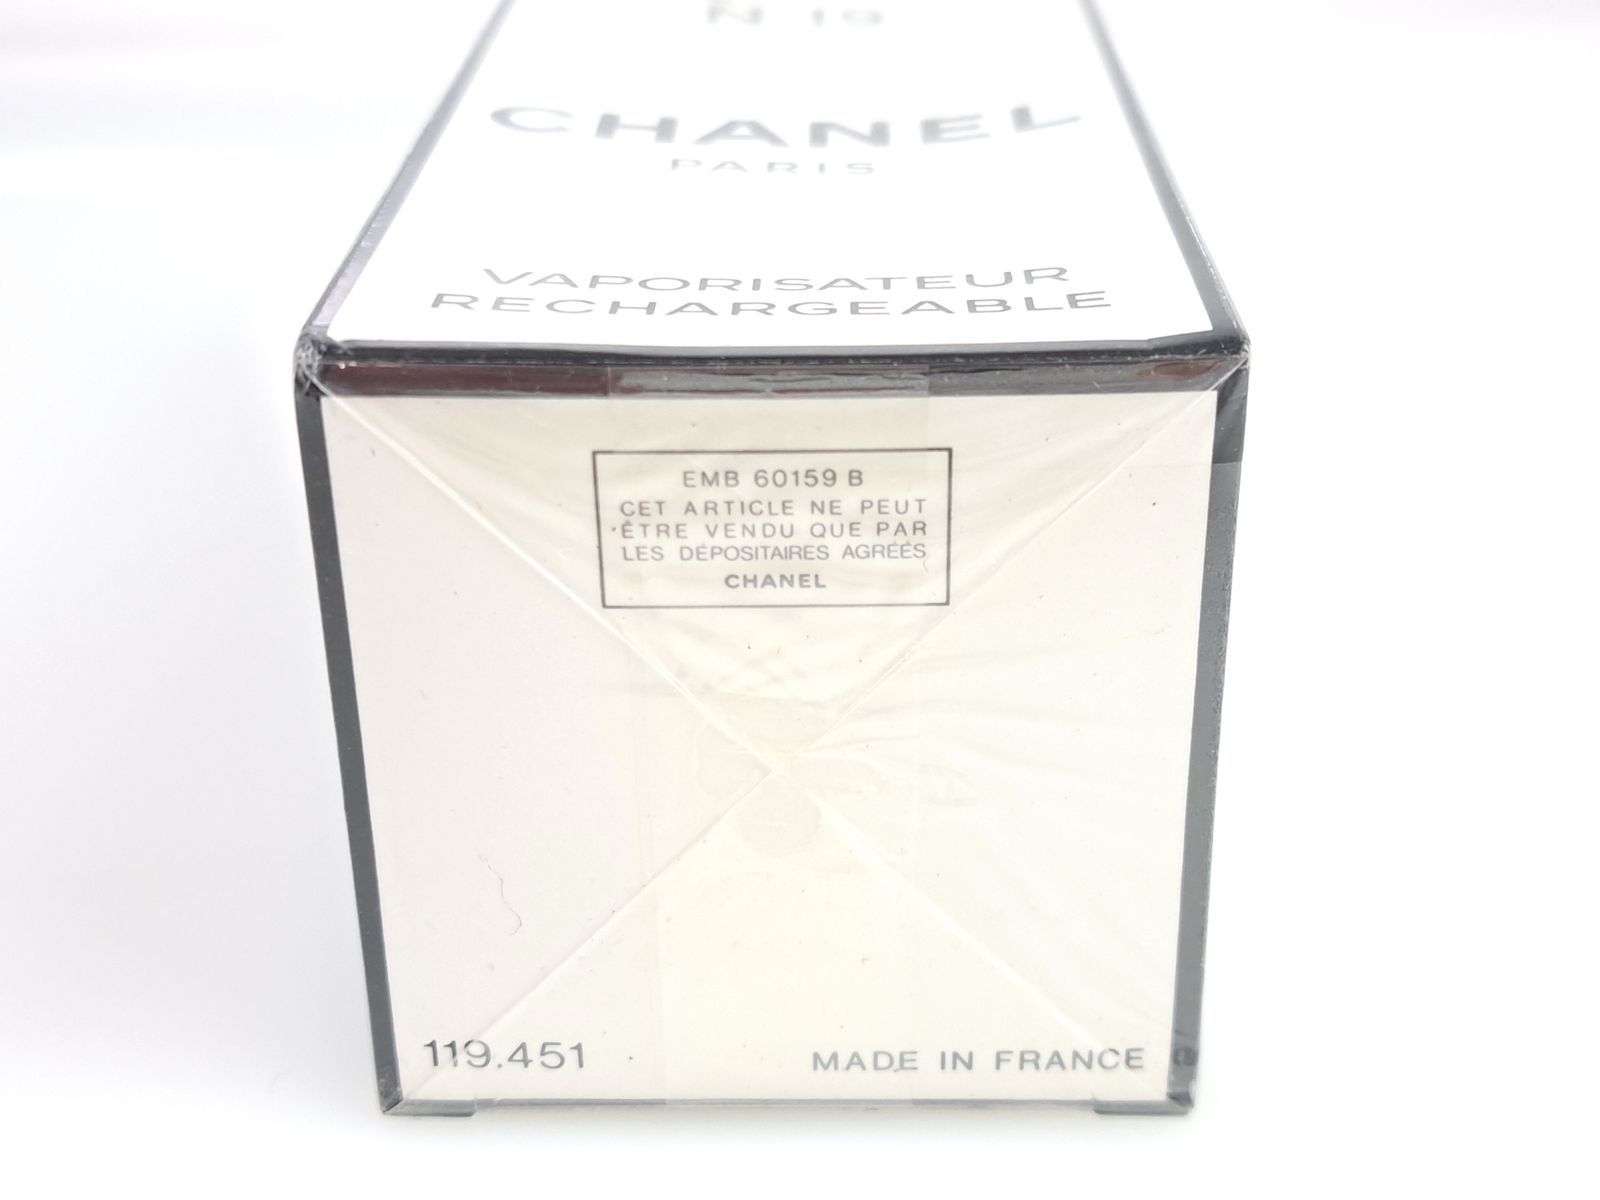 N 19
CHANEL
PARIS
VAPORISATEUR
RECHARGEABLE
EMB 60159 B
CET ARTICLE NE PEUT
ÊTRE VENDU QUE PAR
LES DÉPOSITAIRES AGRÉÉS
CHANEL
119.451
MADE IN FRANCE